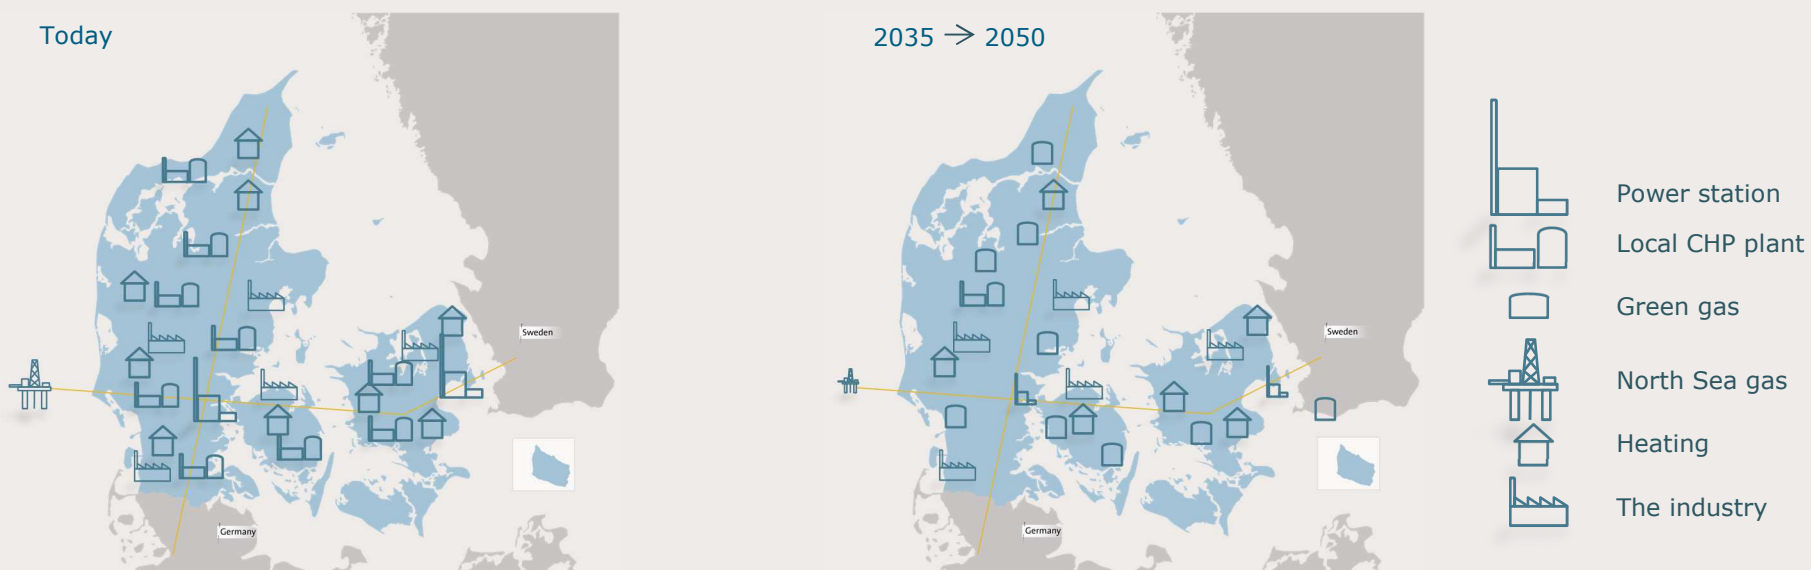 Today
2035 → 2050
Sweden
Germany
Sweden
Germany
Power station
Local CHP plant
Green gas
North Sea gas
Heating
The industry